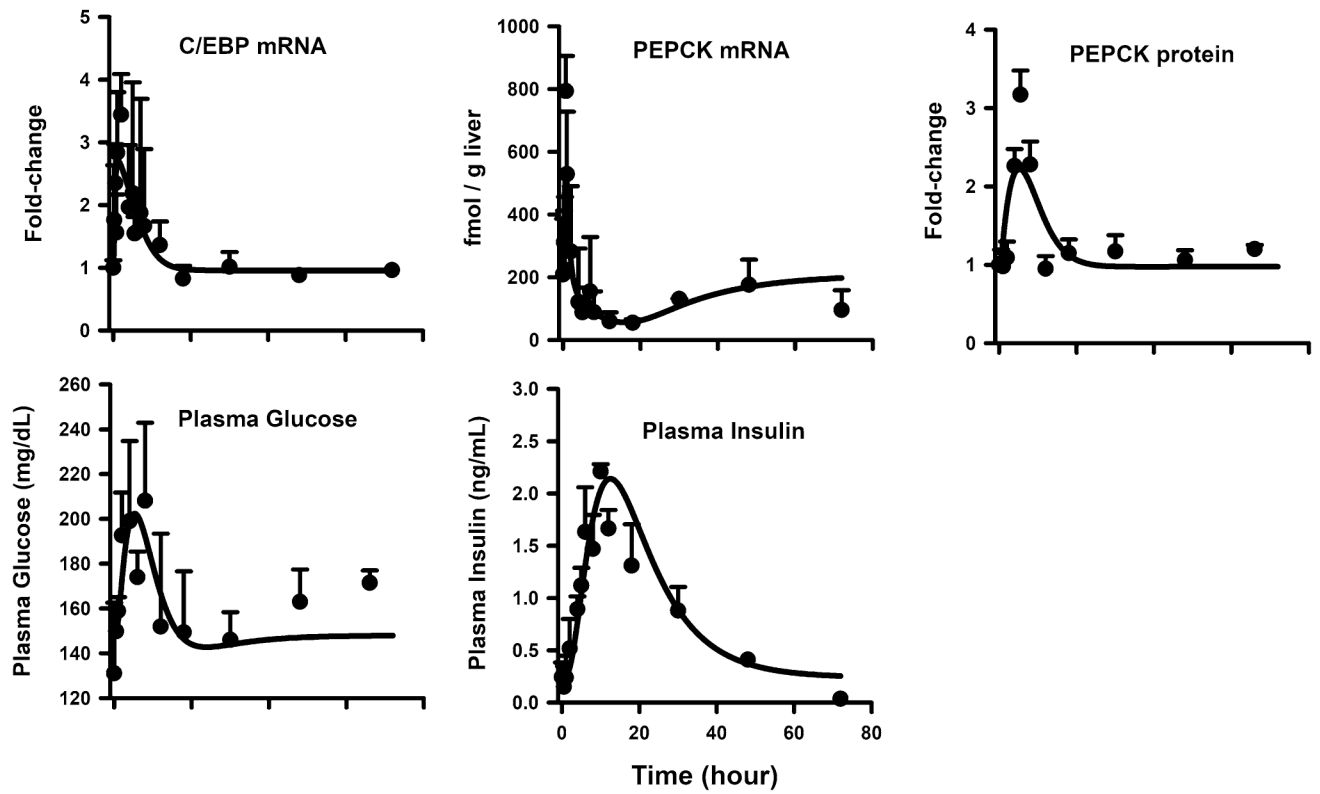 C/EBP mRNA
Fold-change
5
4
3
2
1
0
PEPCK mRNA
fmol / g liver
1000
800
600
400
200
0
PEPCK protein
Fold-change
4
3
2
1
0
Plasma Glucose
Plasma Glucose (mg/dL)
260
240
220
200
180
160
140
120
Plasma Insulin
Plasma Insulin (ng/mL)
3.0
2.5
2.0
1.5
1.0
0.5
0.0
0 20 40 60 80
Time (hour)